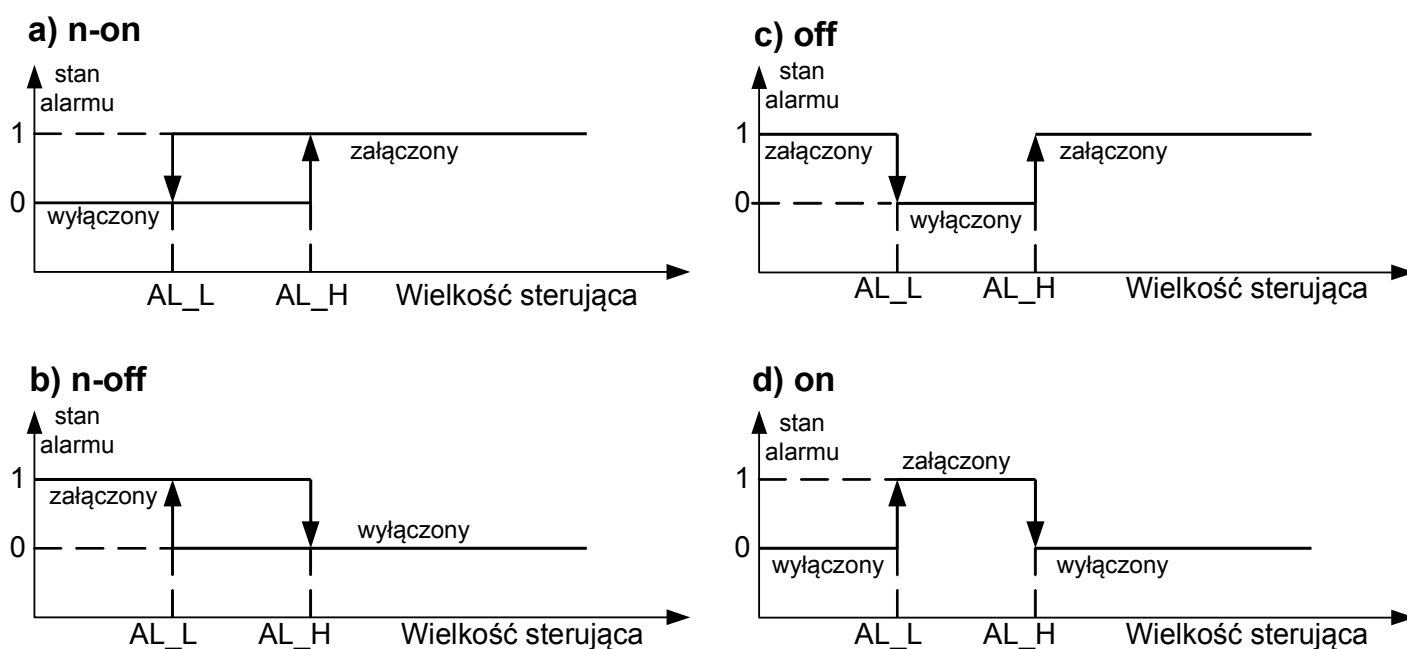 a) n-on
stan
alarmu
1
załączony
0
wyłączony
AL_L
AL_H
Wielkość sterująca
c) off
stan
alarmu
1
załączony
załączony
0
wyłączony
AL_L
AL_H
Wielkość sterująca
b) n-off
stan
alarmu
1
załączony
wyłączony
0
AL_L
AL_H
Wielkość sterująca
d) on
stan
alarmu
załączony
1
0
wyłączony
wyłączony
AL_L
AL_H
Wielkość sterująca